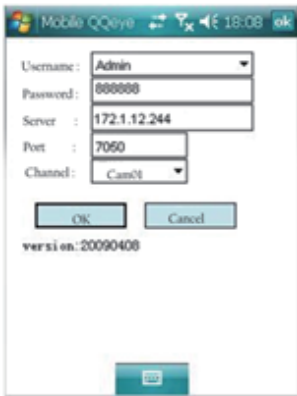 Mobile QQeye 18:08 ok
Username: Admin
Password: 888888
Server : 172.1.12.244
Port : 7050
Channel: Cam01
OK Cancel
version:20090408